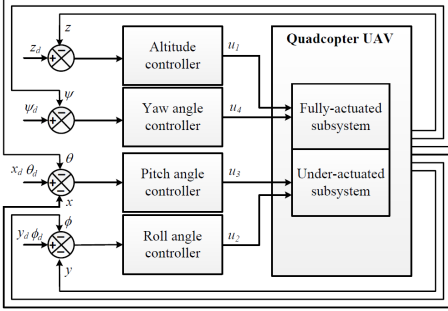 z
z_d
Altitude
controller
u_1
Quadcopter UAV
ψ
ψ_d
Yaw angle
controller
u_4
Fully-actuated
subsystem
θ
x_d θ_d
x
Pitch angle
controller
u_3
Under-actuated
subsystem
ϕ
y_d ϕ_d
y
Roll angle
controller
u_2